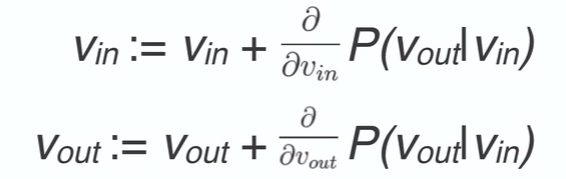 v_in := v_in + ∂/∂v_in P(v_out|v_in)
v_out := v_out + ∂/∂v_out P(v_out|v_in)